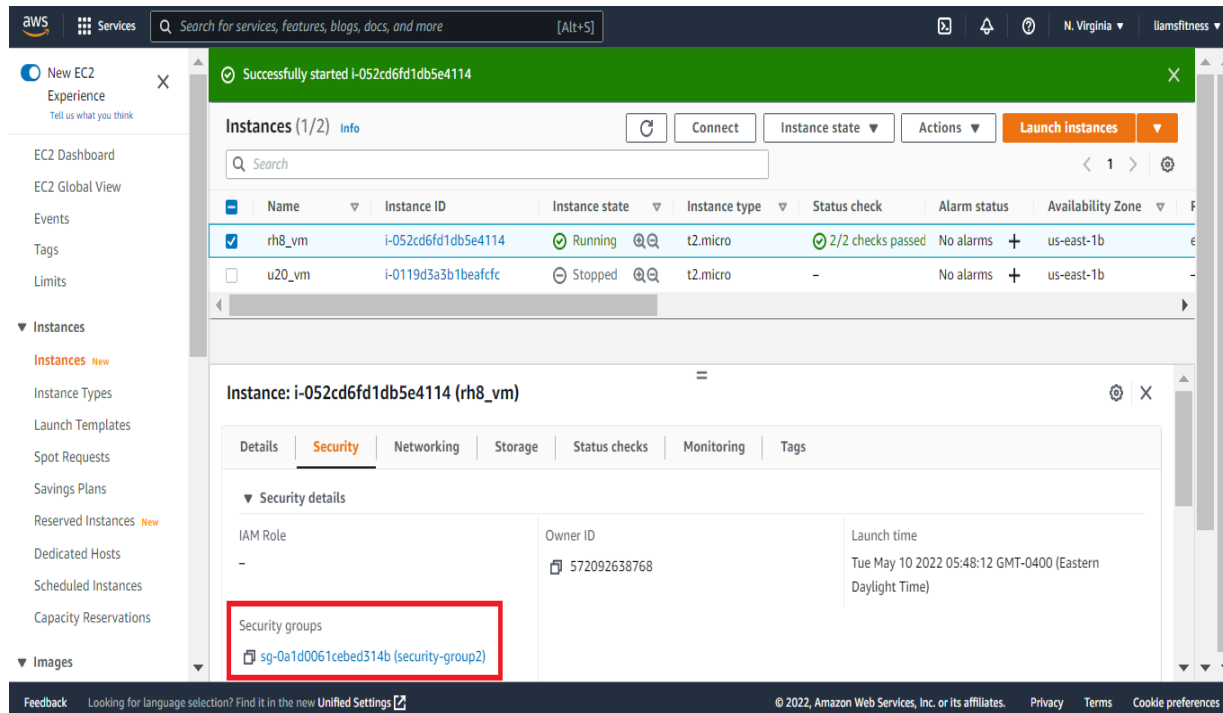 aws Services Search for services, features, blogs, docs, and more [Alt+S] N. Virginia ▼ liamsfitness ▼
New EC2
Experience
Tell us what you think
EC2 Dashboard
EC2 Global View
Events
Tags
Limits
▼ Instances
Instances New
Instance Types
Launch Templates
Spot Requests
Savings Plans
Reserved Instances New
Dedicated Hosts
Scheduled Instances
Capacity Reservations
▼ Images
Successfully started i-052cd6fd1db5e4114
Instances (1/2) Info Connect Instance state ▼ Actions ▼ Launch instances ▼
Search < 1 >
Name Instance ID Instance state Instance type Status check Alarm status Availability Zone
rh8_vm i-052cd6fd1db5e4114 Running t2.micro 2/2 checks passed No alarms + us-east-1b
u20_vm i-0119d3a3b1beafcfc Stopped t2.micro – No alarms + us-east-1b –
Instance: i-052cd6fd1db5e4114 (rh8_vm)
Details Security Networking Storage Status checks Monitoring Tags
▼ Security details
IAM Role Owner ID Launch time
– 572092638768 Tue May 10 2022 05:48:12 GMT-0400 (Eastern
Daylight Time)
Security groups
sg-0a1d0061cebed314b (security-group2)
Feedback Looking for language selection? Find it in the new Unified Settings © 2022, Amazon Web Services, Inc. or its affiliates. Privacy Terms Cookie preferences